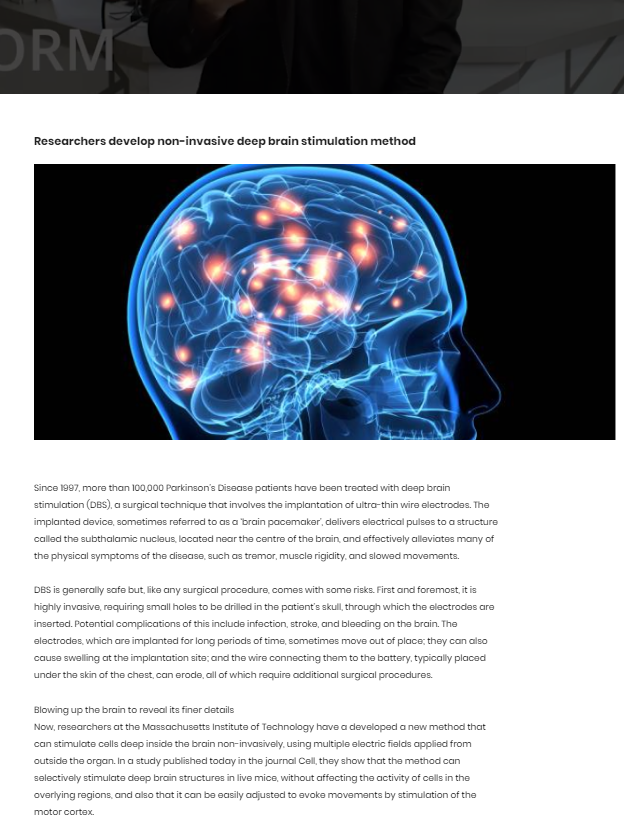 ORM
Researchers develop non-invasive deep brain stimulation method
Since 1997, more than 100,000 Parkinson's Disease patients have been treated with deep brain
stimulation (DBS), a surgical technique that involves the implantation of ultra-thin wire electrodes. The
implanted device, sometimes referred to as a 'brain pacemaker', delivers electrical pulses to a structure
called the subthalamic nucleus, located near the centre of the brain, and effectively alleviates many of
the physical symptoms of the disease, such as tremor, muscle rigidity, and slowed movements.
DBS is generally safe but, like any surgical procedure, comes with some risks. First and foremost, it is
highly invasive, requiring small holes to be drilled in the patient's skull, through which the electrodes are
inserted. Potential complications of this include infection, stroke, and bleeding on the brain. The
electrodes, which are implanted for long periods of time, sometimes move out of place; they can also
cause swelling at the implantation site; and the wire connecting them to the battery, typically placed
under the skin of the chest, can erode, all of which require additional surgical procedures.
Blowing up the brain to reveal its finer details
Now, researchers at the Massachusetts Institute of Technology have a developed a new method that
can stimulate cells deep inside the brain non-invasively, using multiple electric fields applied from
outside the organ. In a study published today in the journal Cell, they show that the method can
selectively stimulate deep brain structures in live mice, without affecting the activity of cells in the
overlying regions, and also that it can be easily adjusted to evoke movements by stimulation of the
motor cortex.